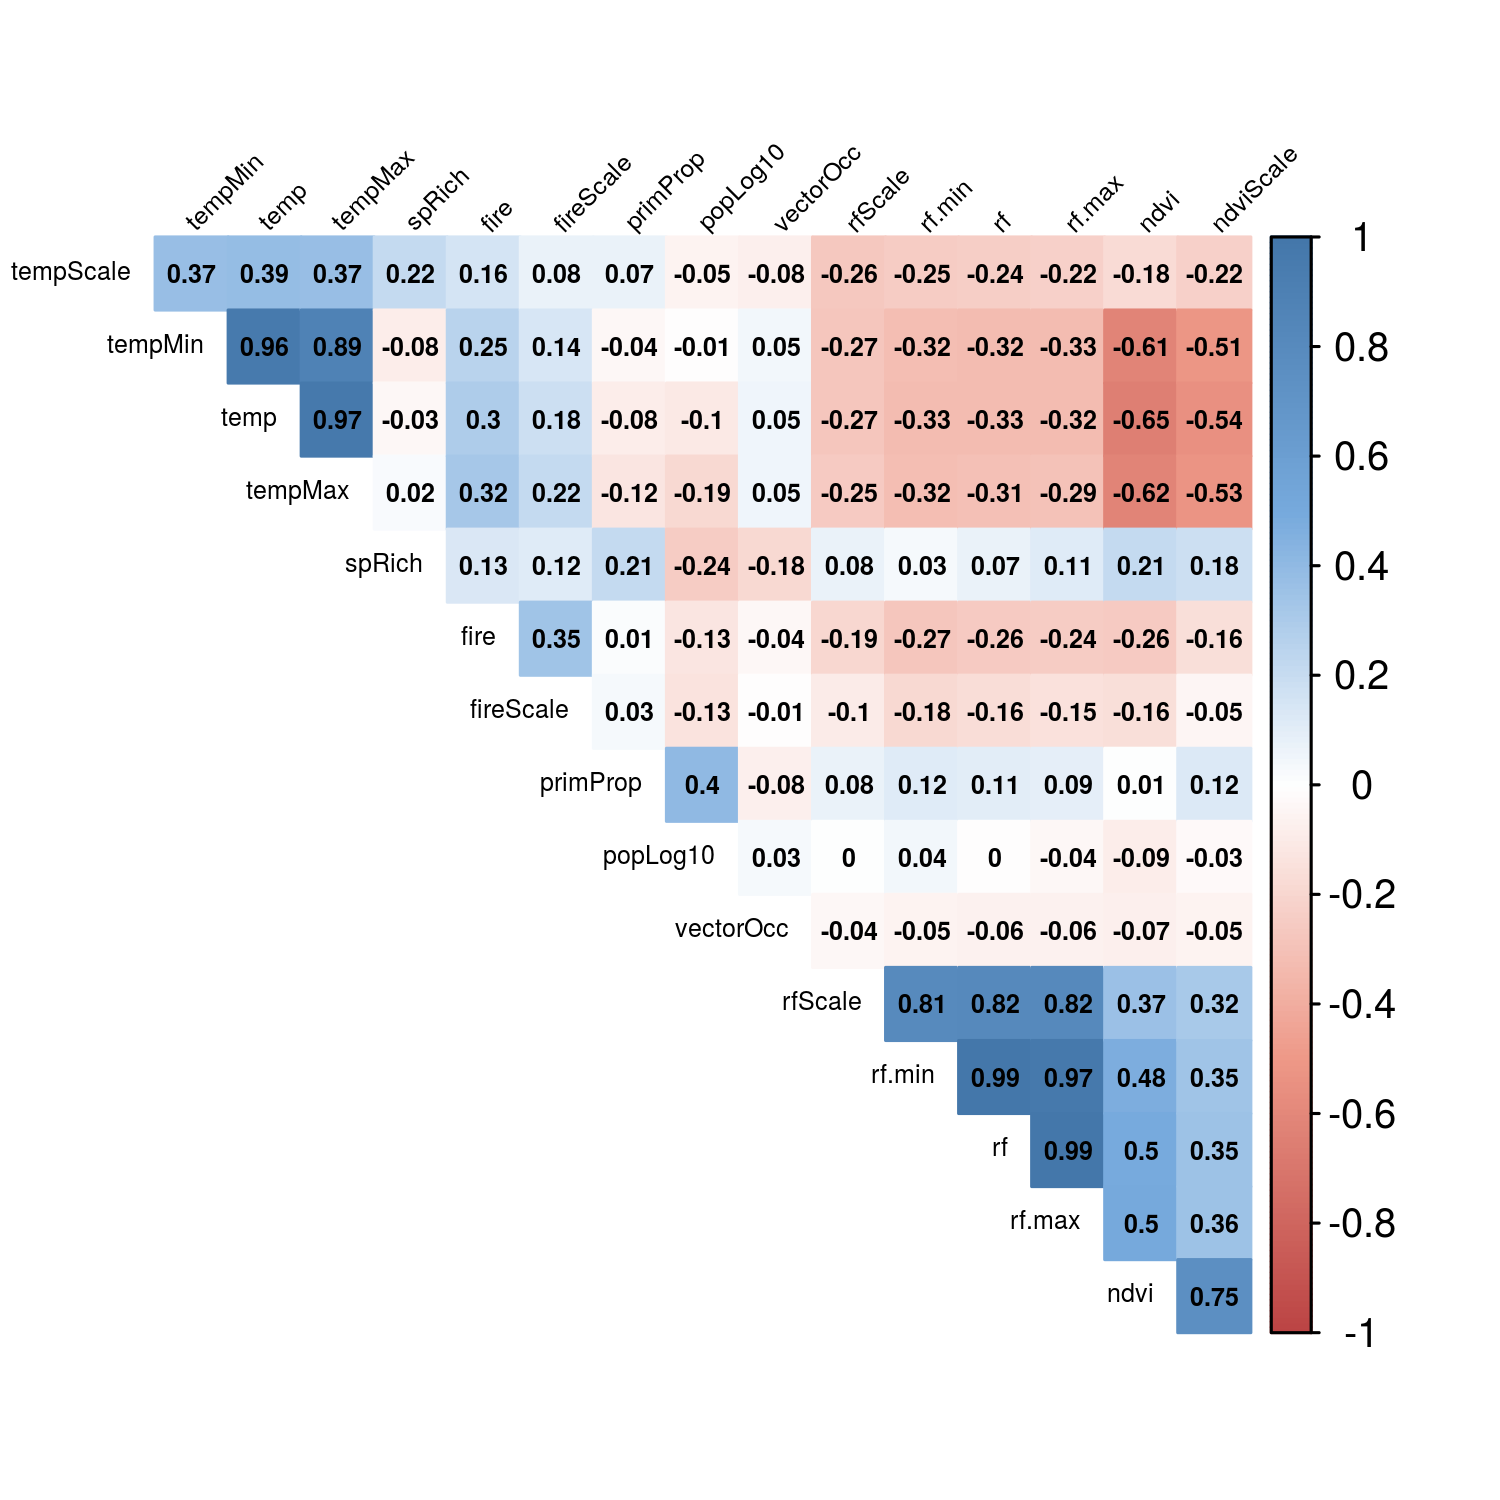 tempMin temp tempMax spRich fire fireScale primProp popLog10 vectorOcc rfScale rf.min rf rf.max ndvi ndviScale
tempScale 0.37 0.39 0.37 0.22 0.16 0.08 0.07 -0.05 -0.08 -0.26 -0.25 -0.24 -0.22 -0.18 -0.22
tempMin 0.96 0.89 -0.08 0.25 0.14 -0.04 -0.01 0.05 -0.27 -0.32 -0.32 -0.33 -0.61 -0.51
temp 0.97 -0.03 0.3 0.18 -0.08 -0.1 0.05 -0.27 -0.33 -0.33 -0.32 -0.65 -0.54
tempMax 0.02 0.32 0.22 -0.12 -0.19 0.05 -0.25 -0.32 -0.31 -0.29 -0.62 -0.53
spRich 0.13 0.12 0.21 -0.24 -0.18 0.08 0.03 0.07 0.11 0.21 0.18
fire 0.35 0.01 -0.13 -0.04 -0.19 -0.27 -0.26 -0.24 -0.26 -0.16
fireScale 0.03 -0.13 -0.01 -0.1 -0.18 -0.16 -0.15 -0.16 -0.05
primProp 0.4 -0.08 0.08 0.12 0.11 0.09 0.01 0.12
popLog10 0.03 0 0.04 0 -0.04 -0.09 -0.03
vectorOcc -0.04 -0.05 -0.06 -0.06 -0.07 -0.05
rfScale 0.81 0.82 0.82 0.37 0.32
rf.min 0.99 0.97 0.48 0.35
rf 0.99 0.5 0.35
rf.max 0.5 0.36
ndvi 0.75
1
0.8
0.6
0.4
0.2
0
-0.2
-0.4
-0.6
-0.8
-1